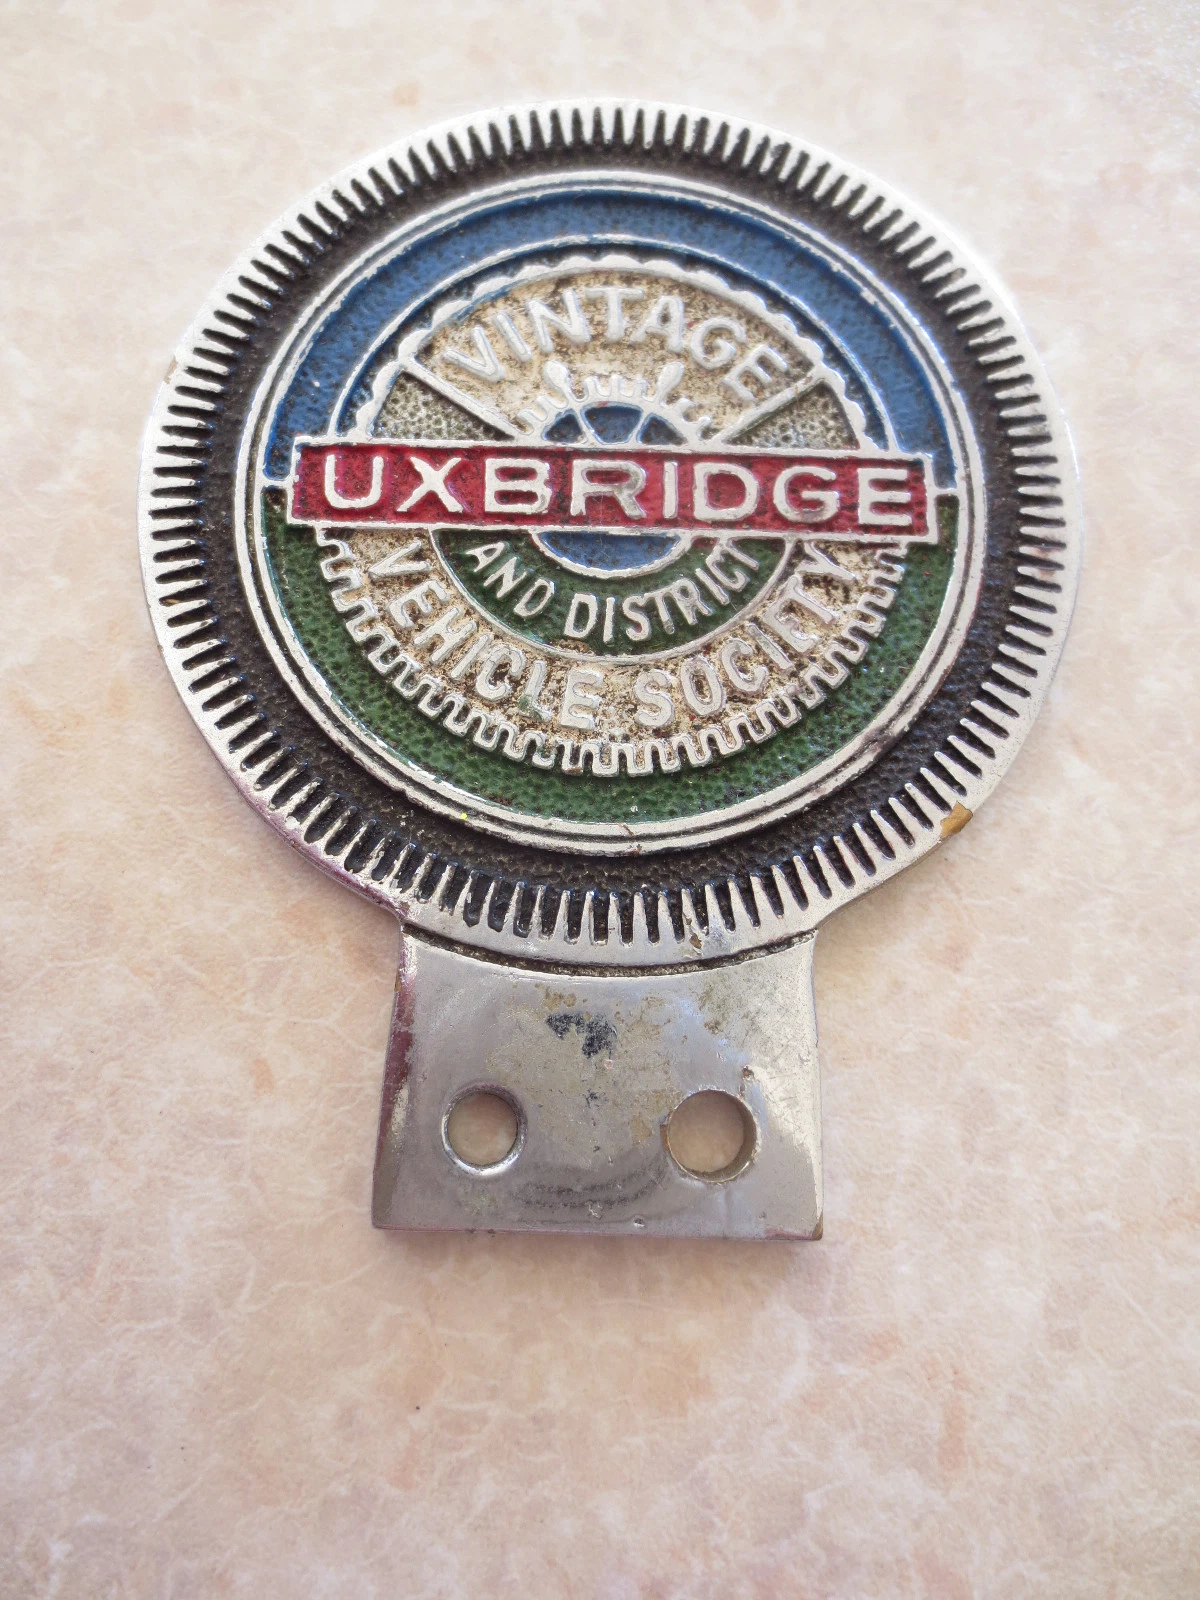 VINTAGE
UXBRIDGE
AND DISTRICT
VEHICLE SOCIETY